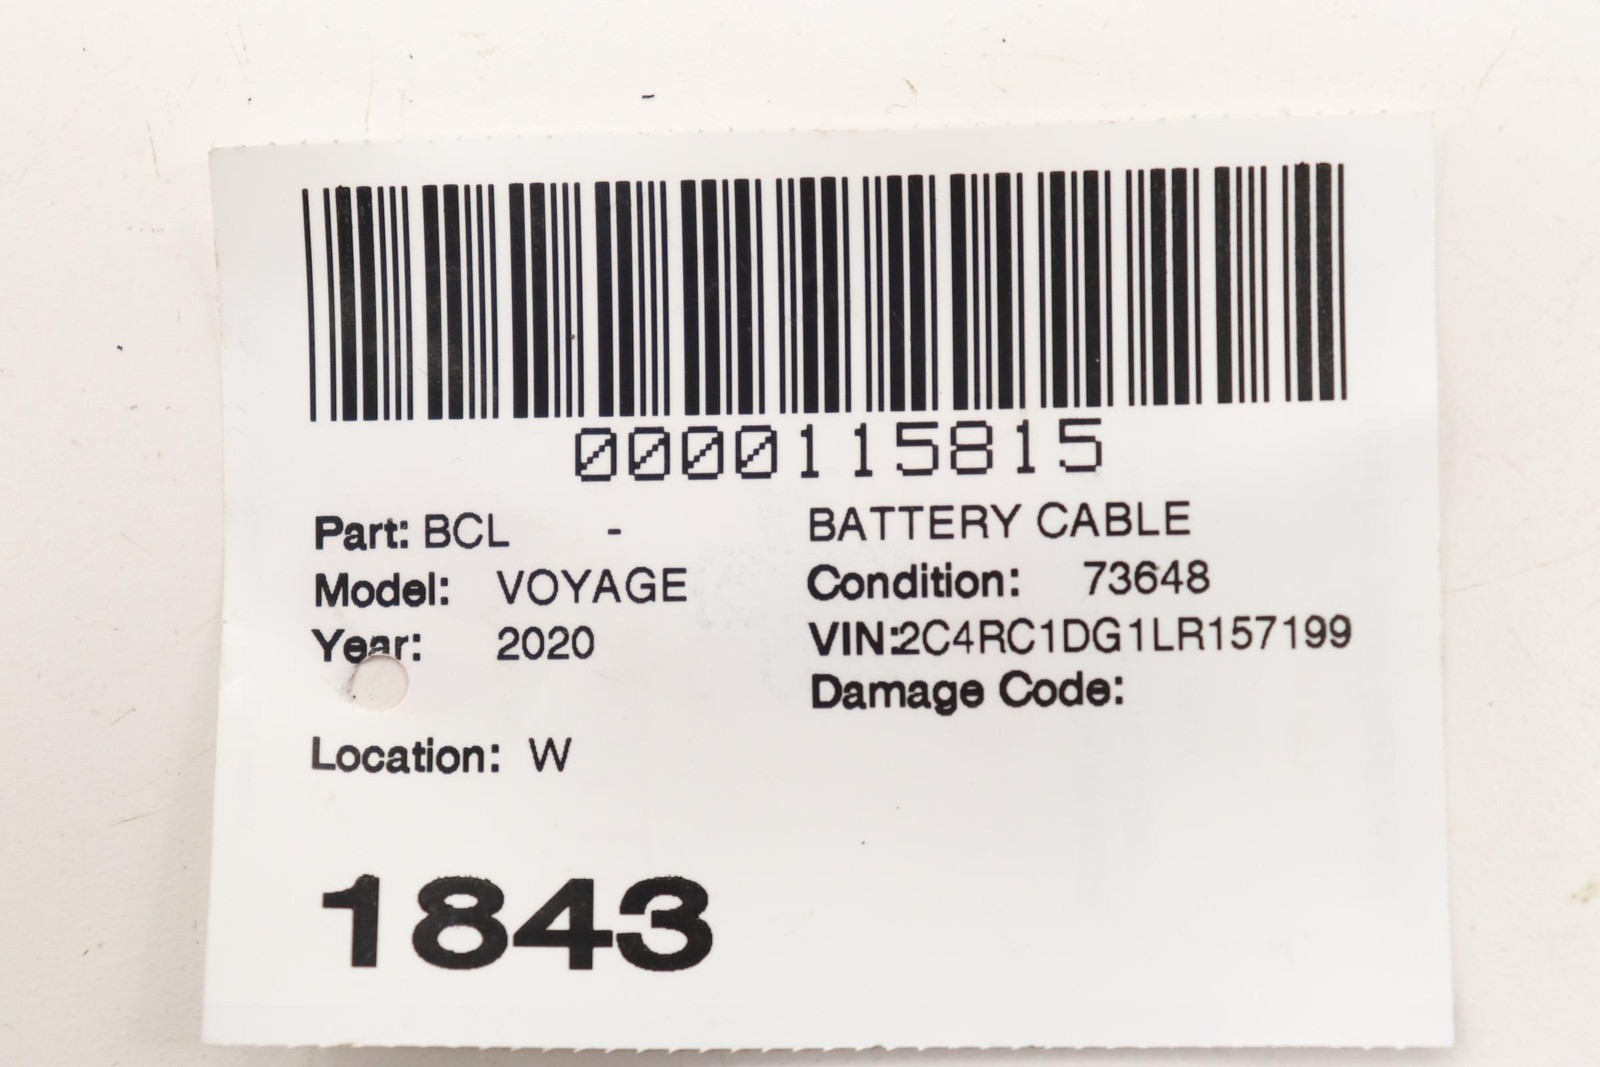 0000115815
Part: BCL - BATTERY CABLE
Model: VOYAGE Condition: 73648
Year: 2020 VIN:2C4RC1DG1LR157199
Damage Code:
Location: W
1843